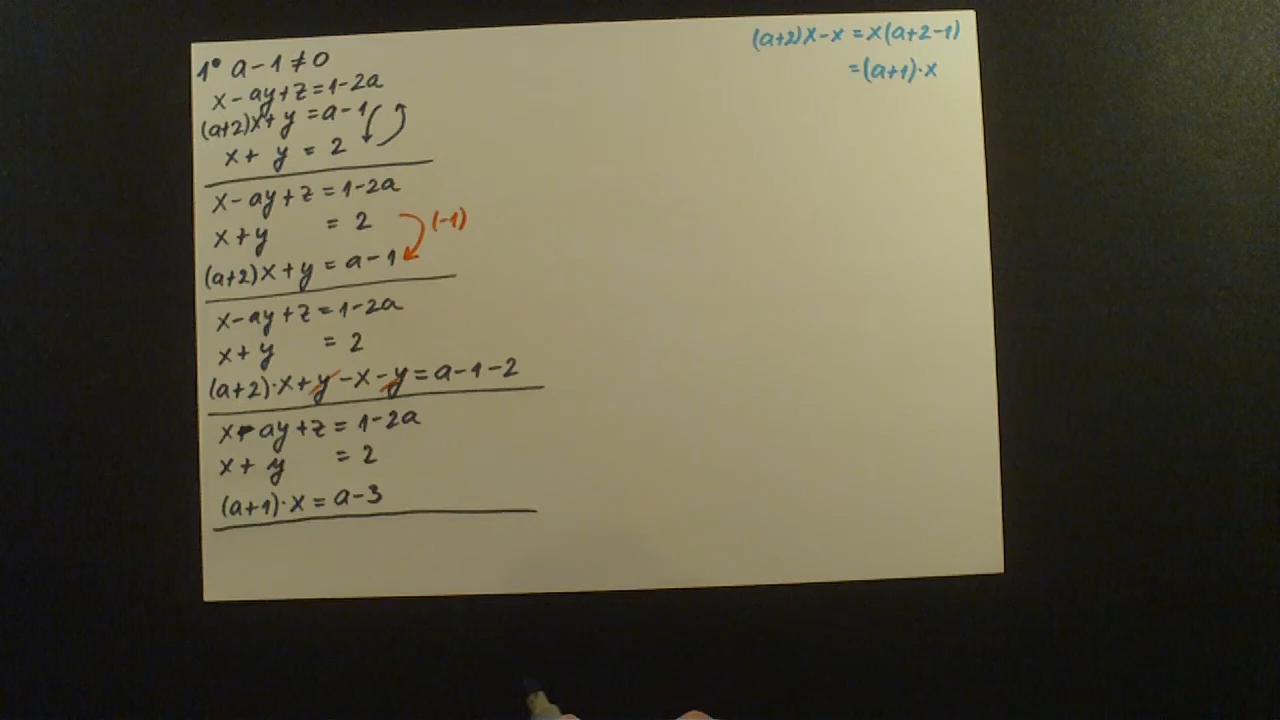 1° a-1≠0
x-ay+z=1-2a
(a+2)x+y=a-1
x+y=2
x-ay+z=1-2a
x+y =2
(-1)
(a+2)x+y=a-1
x-ay+z=1-2a
x+y =2
(a+2)·x+y-x-y=a-1-2
x-ay+z=1-2a
x+y =2
(a+1)·x=a-3
(a+2)x-x=x(a+2-1)
=(a+1)·x